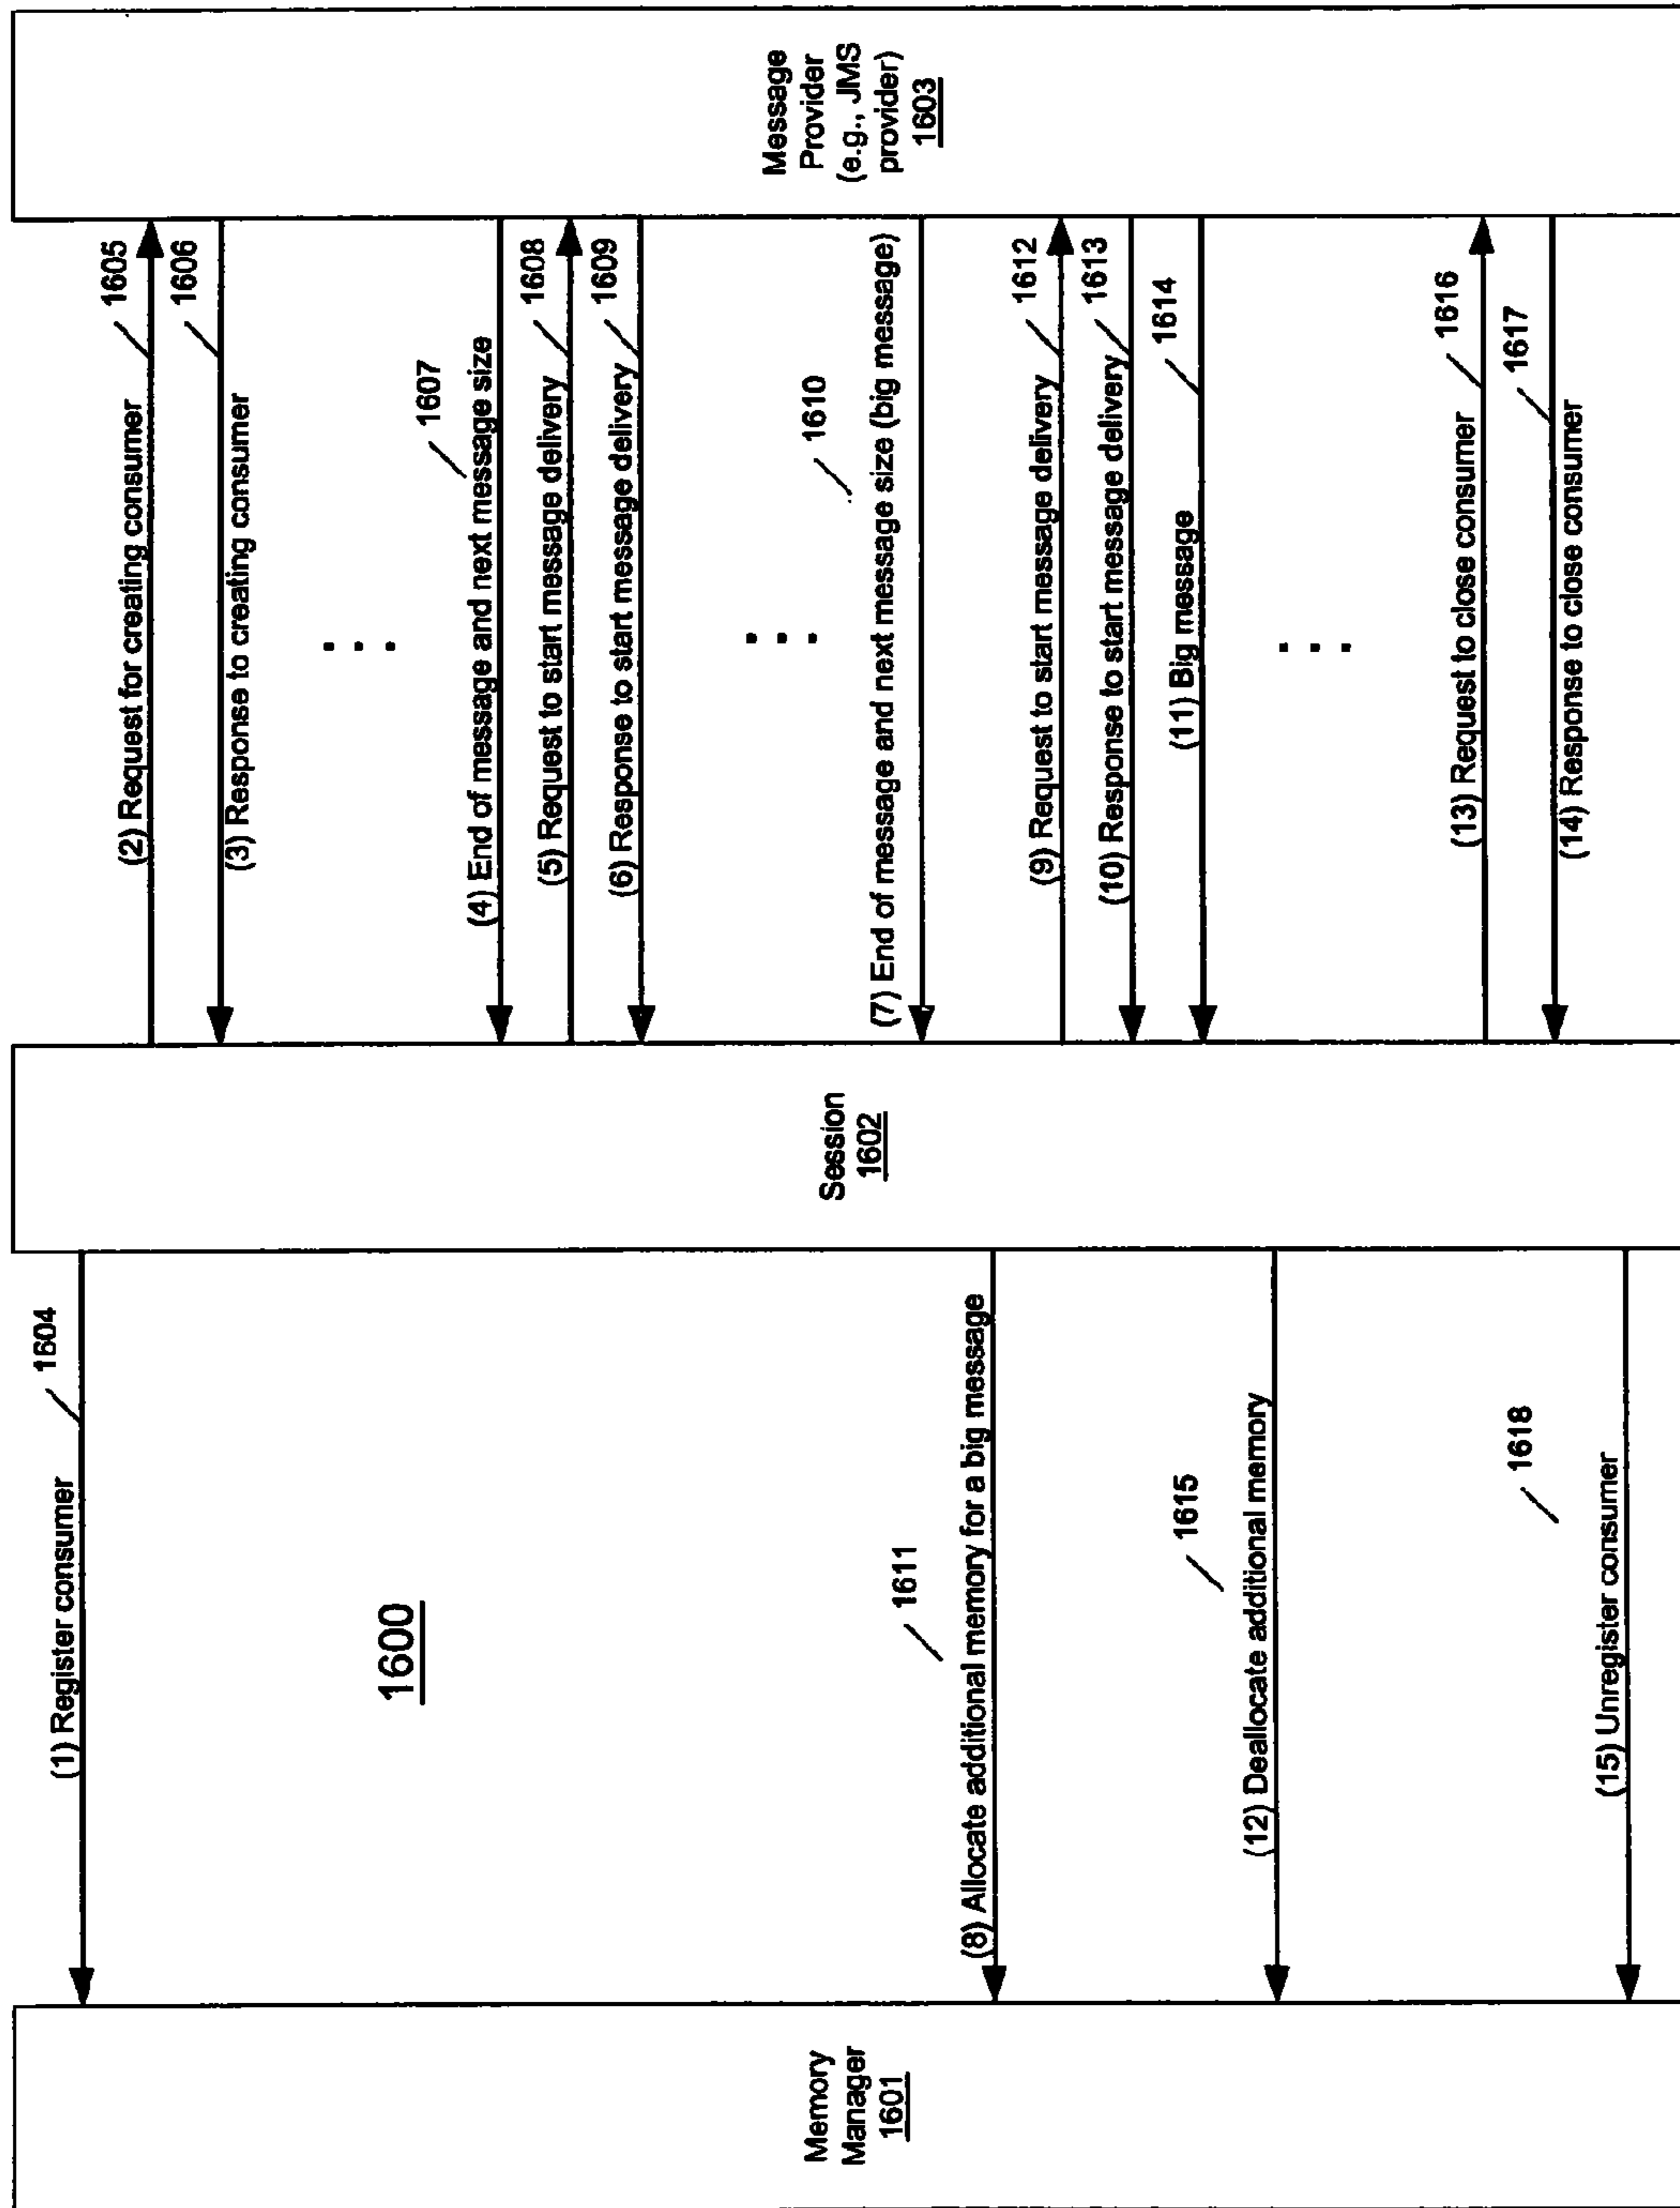 Memory
Manager
1601
Session
1602
Message
Provider
(e.g., JMS
provider)
1603
1600
(1) Register consumer
1604
(2) Request for creating consumer
1605
(3) Response to creating consumer
1606
. . .
(4) End of message and next message size
1607
(5) Request to start message delivery
1608
(6) Response to start message delivery
1609
. . .
(7) End of message and next message size (big message)
1610
(8) Allocate additional memory for a big message
1611
(9) Request to start message delivery
1612
(10) Response to start message delivery
1613
(11) Big message
1614
(12) Deallocate additional memory
1615
. . .
(13) Request to close consumer
1616
(14) Response to close consumer
1617
(15) Unregister consumer
1618